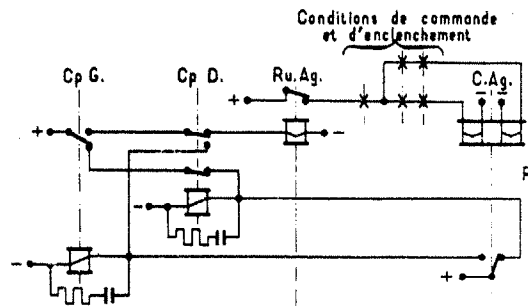 Conditions de commande
et d'enclenchement
Cp G.
Cp D.
Ru.Ag.
C.Ag.
+
+
-
-
-
+
R